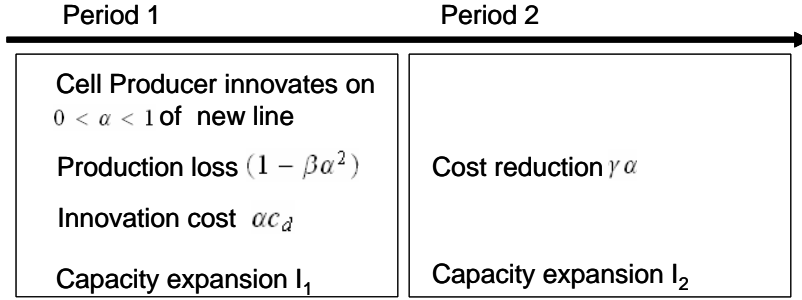 Period 1
Period 2
Cell Producer innovates on
0 < α < 1 of new line
Production loss (1 − βα²)
Cost reduction γα
Innovation cost αc_d
Capacity expansion I₁
Capacity expansion I₂